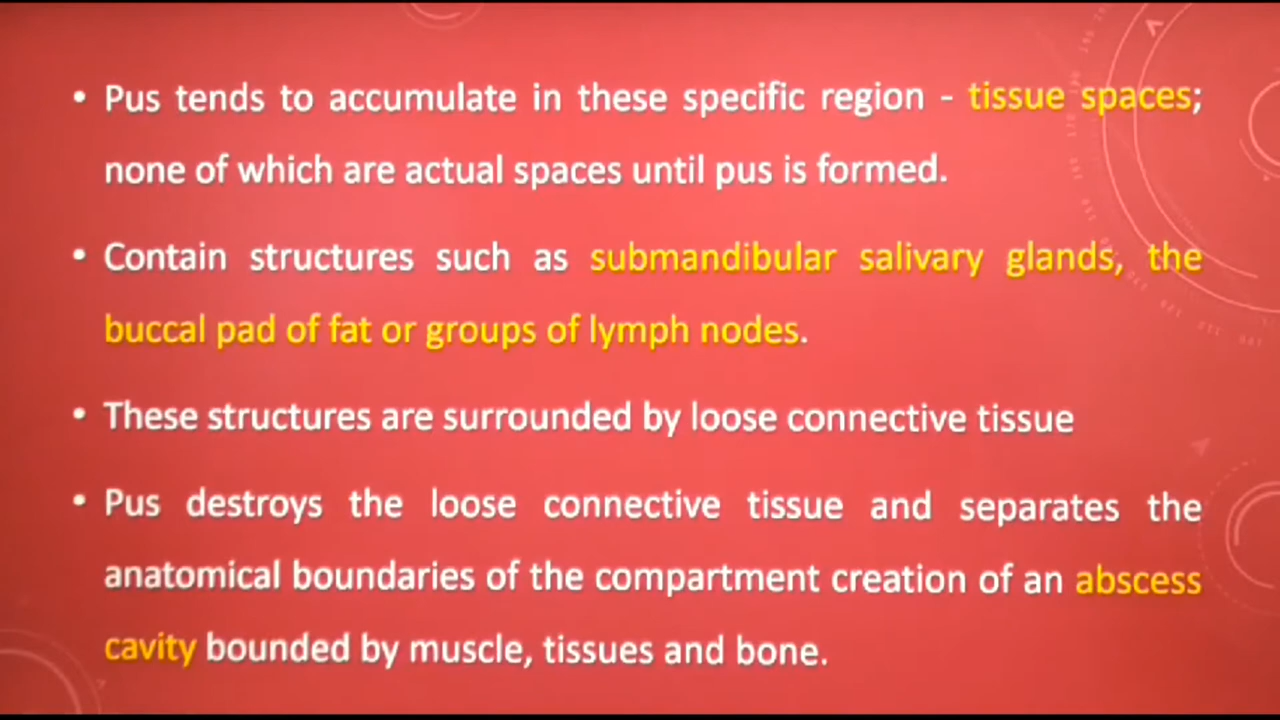 • Pus tends to accumulate in these specific region - tissue spaces;
none of which are actual spaces until pus is formed.
• Contain structures such as submandibular salivary glands, the
buccal pad of fat or groups of lymph nodes.
• These structures are surrounded by loose connective tissue
• Pus destroys the loose connective tissue and separates the
anatomical boundaries of the compartment creation of an abscess
cavity bounded by muscle, tissues and bone.